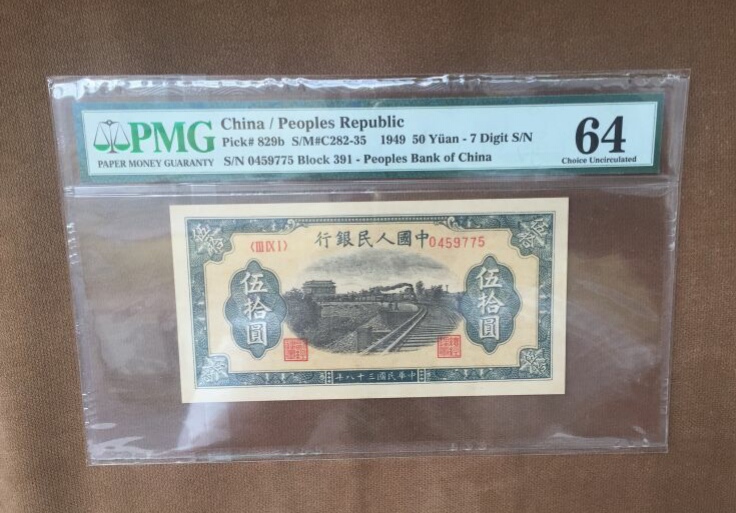 PMG
PAPER MONEY GUARANTY
China / Peoples Republic
Pick# 829b S/M#C282-35 1949 50 Yüan - 7 Digit S/N
S/N 0459775 Block 391 - Peoples Bank of China
64
Choice Uncirculated
行銀民人國中
〈III IX I〉
0459775
伍拾圓
伍拾圓
年八十三國民華中